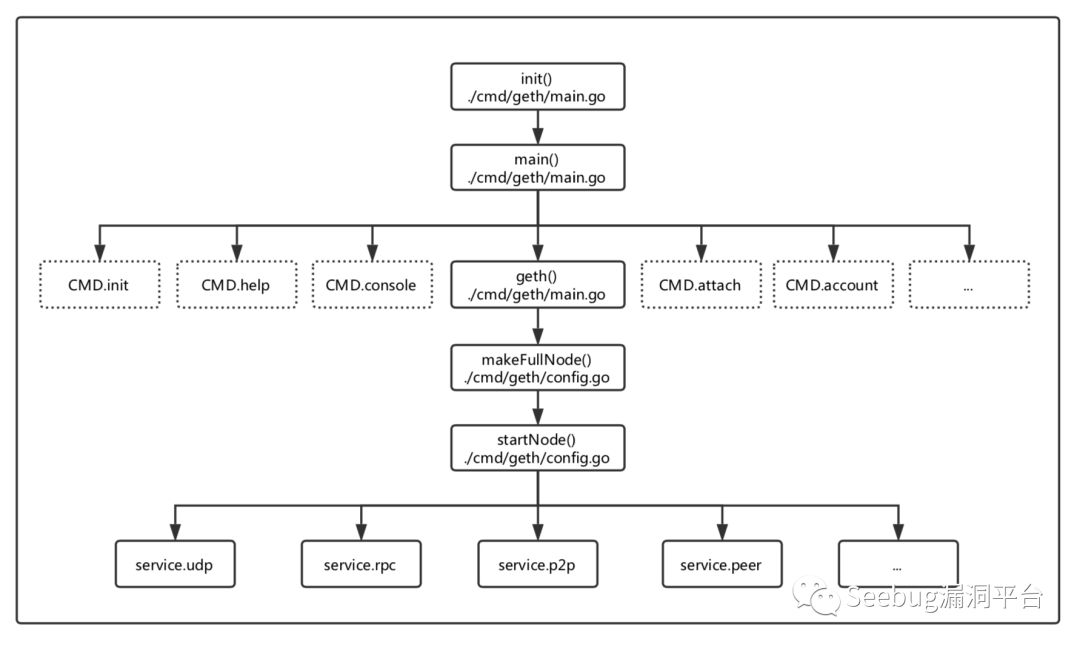 init()
./cmd/geth/main.go
main()
./cmd/geth/main.go
CMD.init
CMD.help
CMD.console
geth()
./cmd/geth/main.go
CMD.attach
CMD.account
...
makeFullNode()
./cmd/geth/config.go
startNode()
./cmd/geth/config.go
service.udp
service.rpc
service.p2p
service.peer
...
Seebug漏洞平台